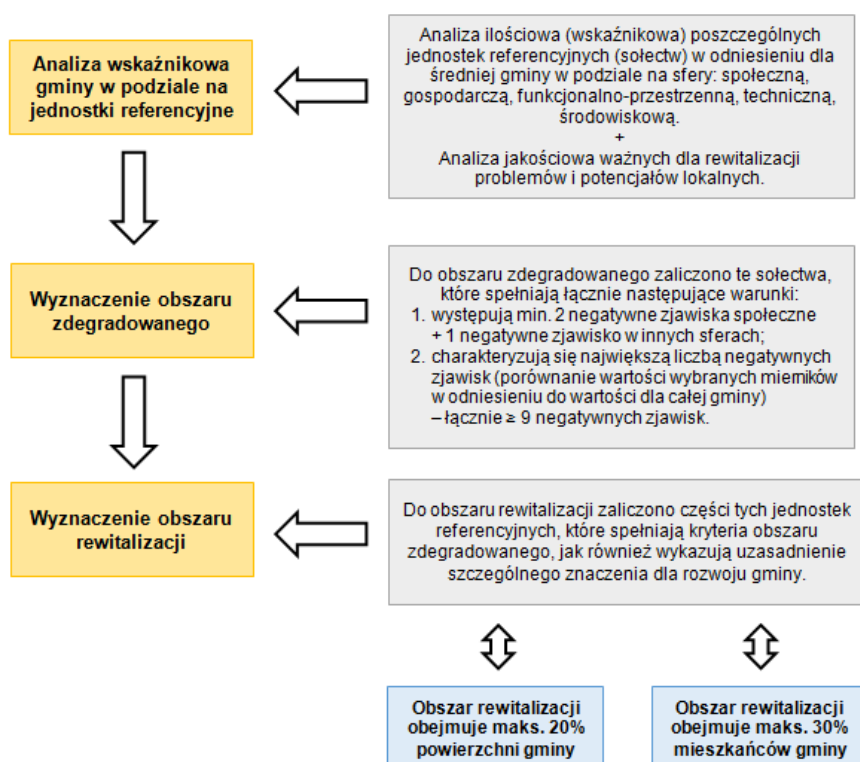 Analiza wskaźnikowa
gminy w podziale na
jednostki referencyjne
Analiza ilościowa (wskaźnikowa) poszczególnych
jednostek referencyjnych (sołectw) w odniesieniu dla
średniej gminy w podziale na sfery: społeczną,
gospodarczą, funkcjonalno-przestrzenną, techniczną,
środowiskową.
+
Analiza jakościowa ważnych dla rewitalizacji
problemów i potencjałów lokalnych.
Wyznaczenie obszaru
zdegradowanego
Do obszaru zdegradowanego zaliczono te sołectwa,
które spełniają łącznie następujące warunki:
1. występują min. 2 negatywne zjawiska społeczne
+ 1 negatywne zjawisko w innych sferach;
2. charakteryzują się największą liczbą negatywnych
zjawisk (porównanie wartości wybranych mierników
w odniesieniu do wartości dla całej gminy)
– łącznie ≥ 9 negatywnych zjawisk.
Wyznaczenie obszaru
rewitalizacji
Do obszaru rewitalizacji zaliczono części tych jednostek
referencyjnych, które spełniają kryteria obszaru
zdegradowanego, jak również wykazują uzasadnienie
szczególnego znaczenia dla rozwoju gminy.
Obszar rewitalizacji
obejmuje maks. 20%
powierzchni gminy
Obszar rewitalizacji
obejmuje maks. 30%
mieszkańców gminy